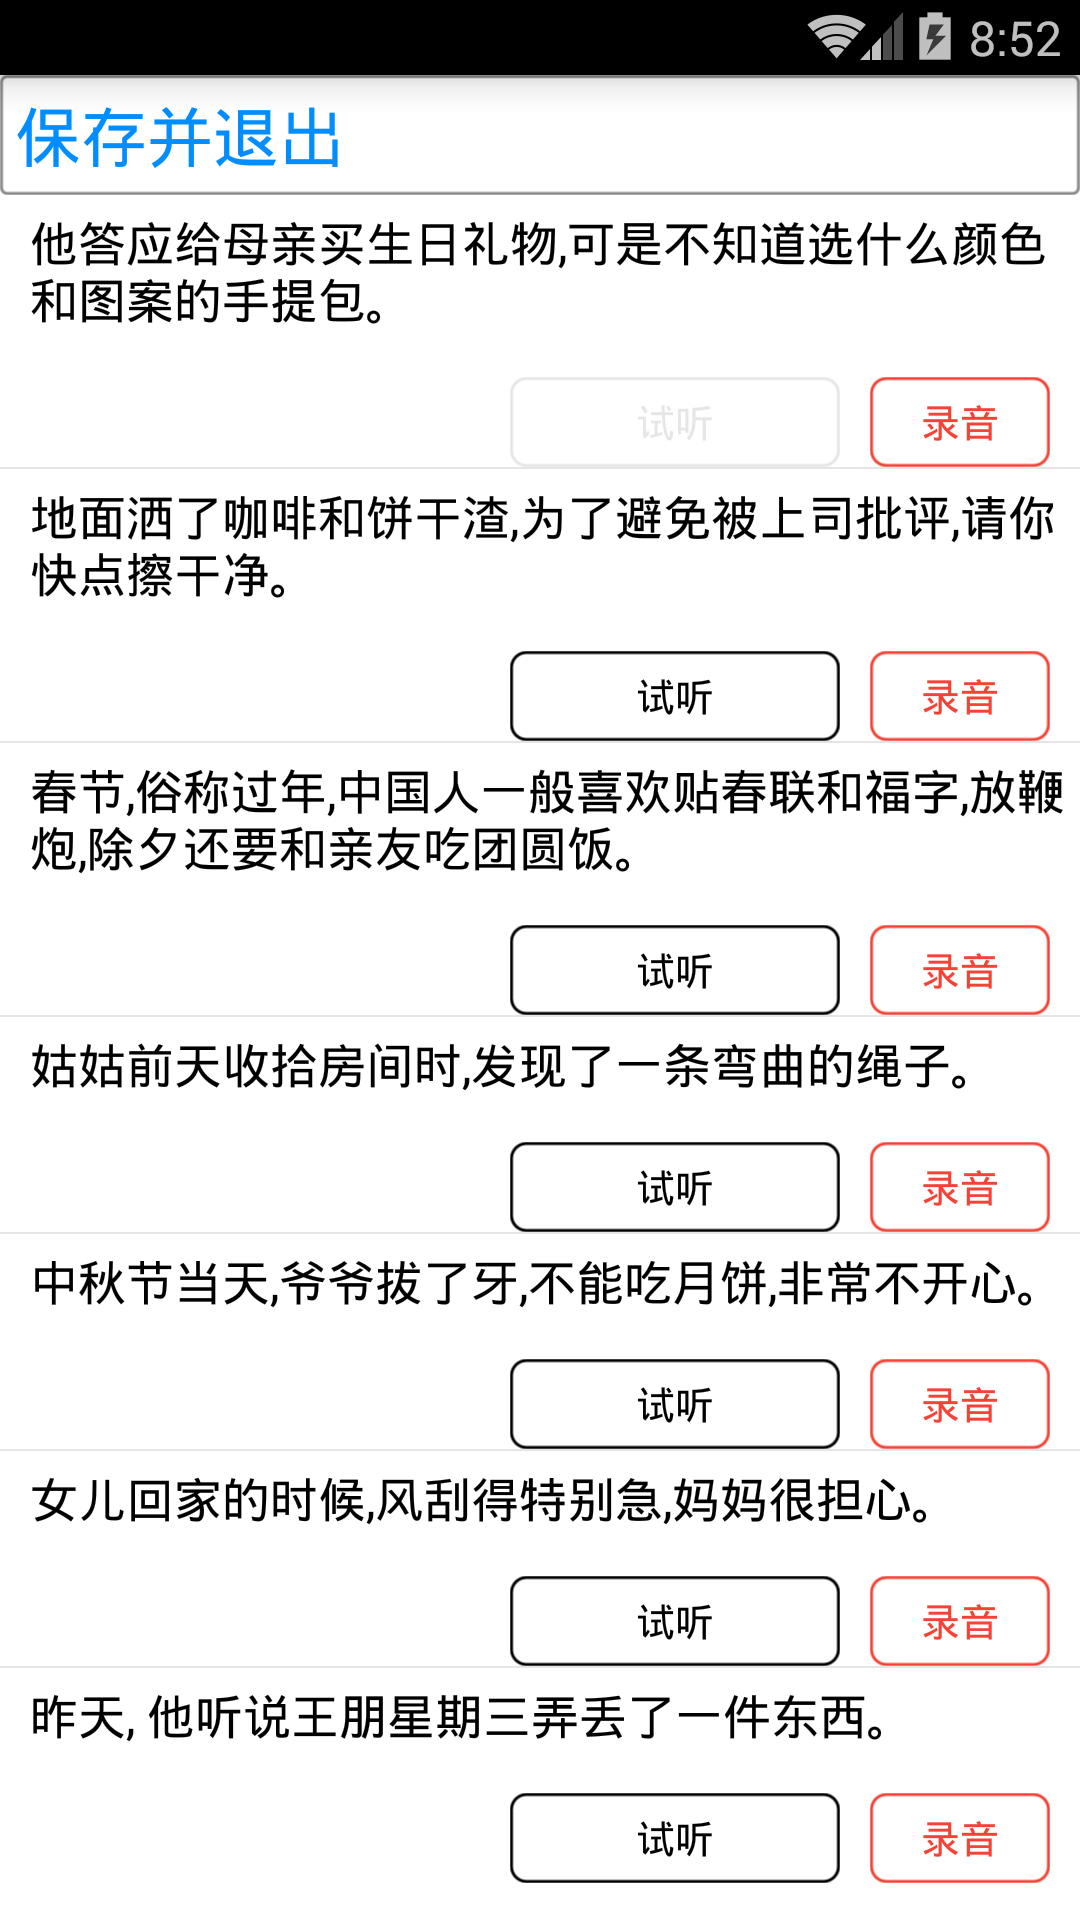 8:52
保存并退出
他答应给母亲买生日礼物,可是不知道选什么颜色
和图案的手提包。
试听 录音
地面洒了咖啡和饼干渣,为了避免被上司批评,请你
快点擦干净。
试听 录音
春节,俗称过年,中国人一般喜欢贴春联和福字,放鞭
炮,除夕还要和亲友吃团圆饭。
试听 录音
姑姑前天收拾房间时,发现了一条弯曲的绳子。
试听 录音
中秋节当天,爷爷拔了牙,不能吃月饼,非常不开心。
试听 录音
女儿回家的时候,风刮得特别急,妈妈很担心。
试听 录音
昨天, 他听说王朋星期三弄丢了一件东西。
试听 录音